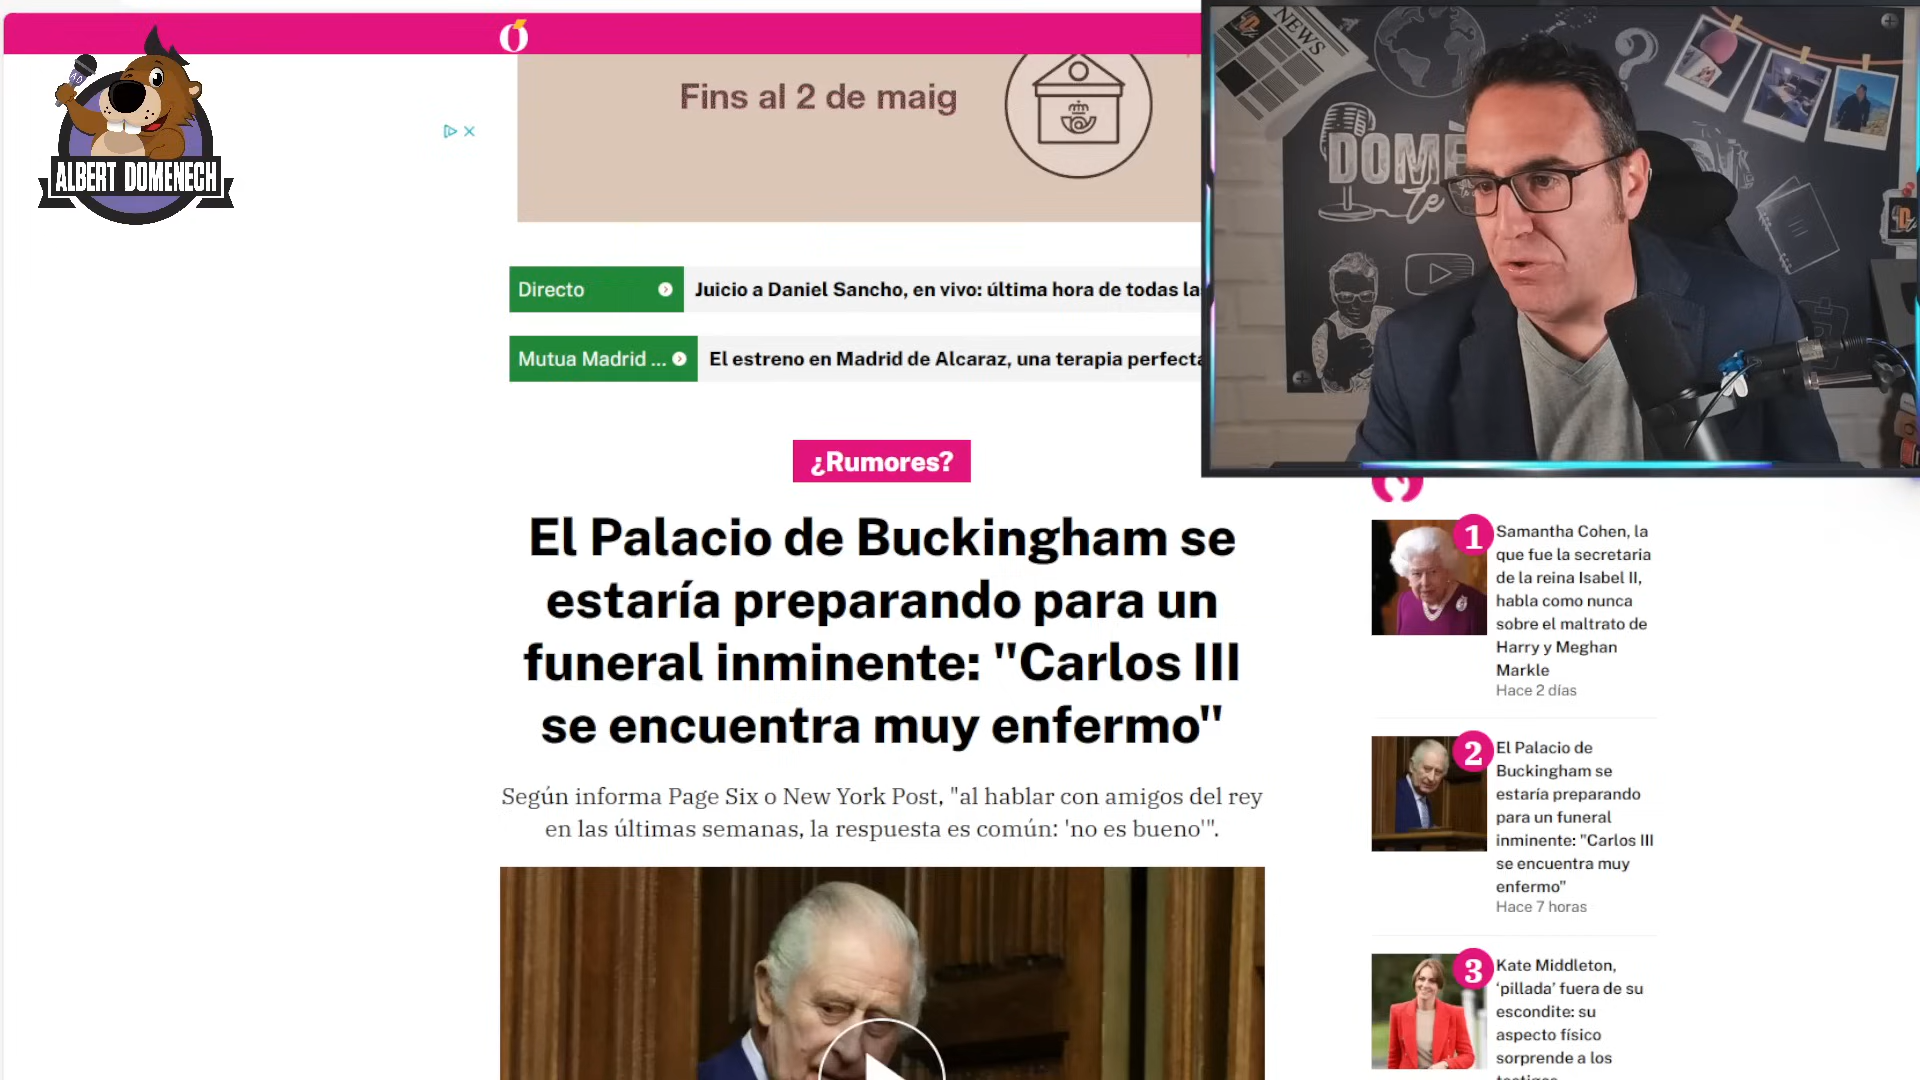 Ó
Fins al 2 de maig
ALBERT DOMENECH
NEWS
DOMÈ
te
Directo
Juicio a Daniel Sancho, en vivo: última hora de todas la
Mutua Madrid ...
El estreno en Madrid de Alcaraz, una terapia perfecta
¿Rumores?
El Palacio de Buckingham se
estaría preparando para un
funeral inminente: "Carlos III
se encuentra muy enfermo"
Según informa Page Six o New York Post, "al hablar con amigos del rey
en las últimas semanas, la respuesta es común: 'no es bueno'".
1
Samantha Cohen, la
que fue la secretaria
de la reina Isabel II,
habla como nunca
sobre el maltrato de
Harry y Meghan
Markle
Hace 2 días
2
El Palacio de
Buckingham se
estaría preparando
para un funeral
inminente: "Carlos III
se encuentra muy
enfermo"
Hace 7 horas
3
Kate Middleton,
‘pillada’ fuera de su
escondite: su
aspecto físico
sorprende a los